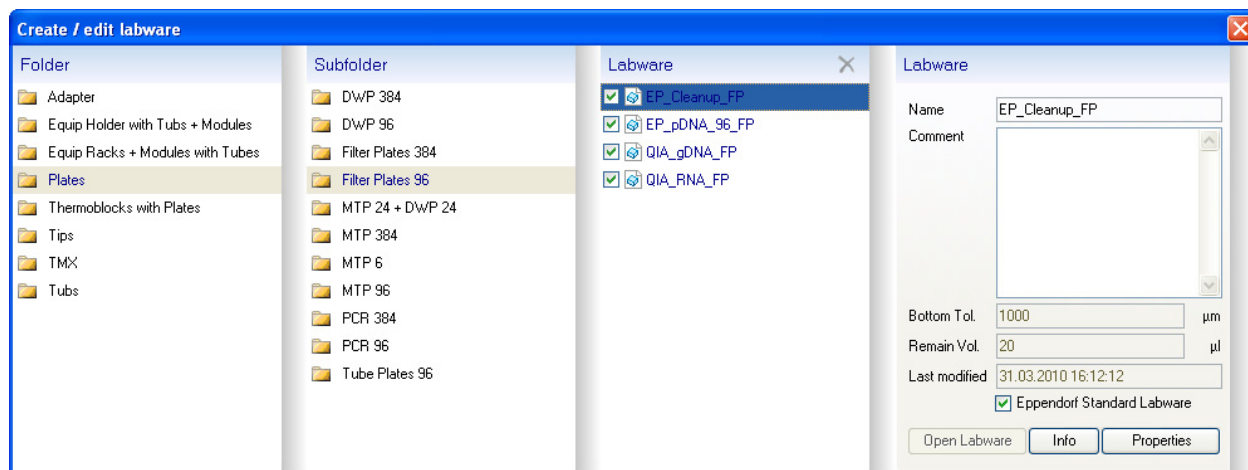 Create / edit labware
Folder
Adapter
Equip Holder with Tubs + Modules
Equip Racks + Modules with Tubes
Plates
Thermoblocks with Plates
Tips
TMX
Tubs
Subfolder
DWP 384
DWP 96
Filter Plates 384
Filter Plates 96
MTP 24 + DWP 24
MTP 384
MTP 6
MTP 96
PCR 384
PCR 96
Tube Plates 96
Labware
EP_Cleanup_FP
EP_pDNA_96_FP
QIA_gDNA_FP
QIA_RNA_FP
Labware
Name EP_Cleanup_FP
Comment
Bottom Tol. 1000 µm
Remain Vol. 20 µl
Last modified 31.03.2010 16:12:12
Eppendorf Standard Labware
Open Labware Info Properties